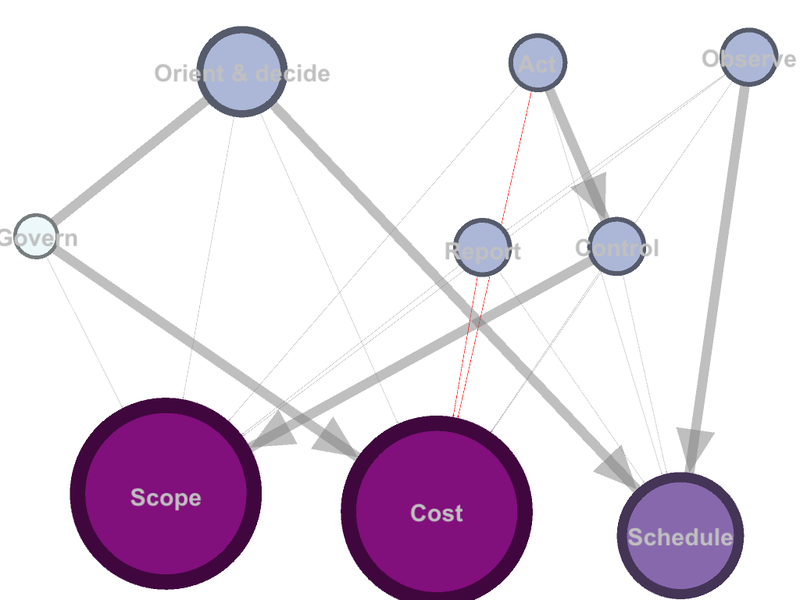 Orient & decide
Act
Observe
Govern
Report
Control
Scope
Cost
Schedule